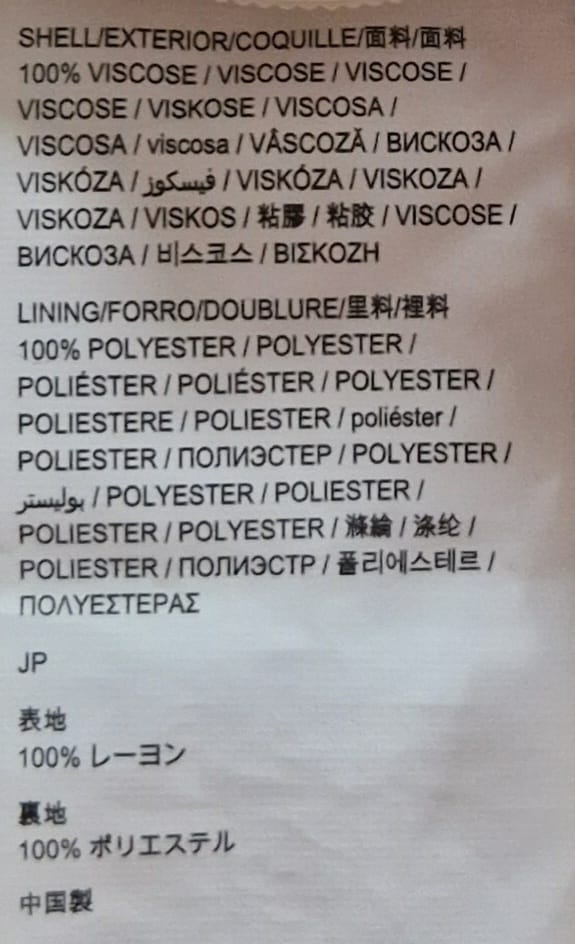 SHELL/EXTERIOR/COQUILLE/面料/面料
100% VISCOSE / VISCOSE / VISCOSE /
VISCOSE / VISKOSE / VISCOSA /
VISCOSA / viscosa / VÂSCOZĂ / ВИСКОЗА /
VISKÓZA / فيسكوز / VISKÓZA / VISKOZA /
VISKOZA / VISKOS / 粘膠 / 粘胶 / VISCOSE /
ВИСКОЗА / 비스코스 / ΒΙΣΚΟΖΗ
LINING/FORRO/DOUBLURE/里料/裡料
100% POLYESTER / POLYESTER /
POLIÉSTER / POLIÉSTER / POLYESTER /
POLIESTERE / POLIESTER / poliéster /
POLIESTER / ПОЛИЭСТЕР / POLYESTER /
بوليستر / POLYESTER / POLIESTER /
POLIESTER / POLYESTER / 滌綸 / 涤纶 /
POLIESTER / ПОЛИЭСТР / 폴리에스테르 /
ΠΟΛΥΕΣΤΕΡΑΣ
JP
表地
100% レーヨン
裏地
100% ポリエステル
中国製